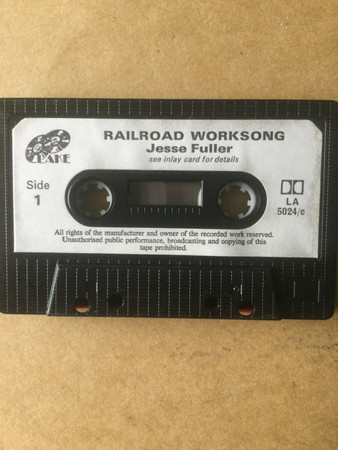 LAKE
RAILROAD WORKSONG
Jesse Fuller
see inlay card for details
Side
1
LA
5024/c
All rights of the manufacturer and owner of the recorded work reserved.
Unauthorised public performance, broadcasting and copying of this
tape prohibited.